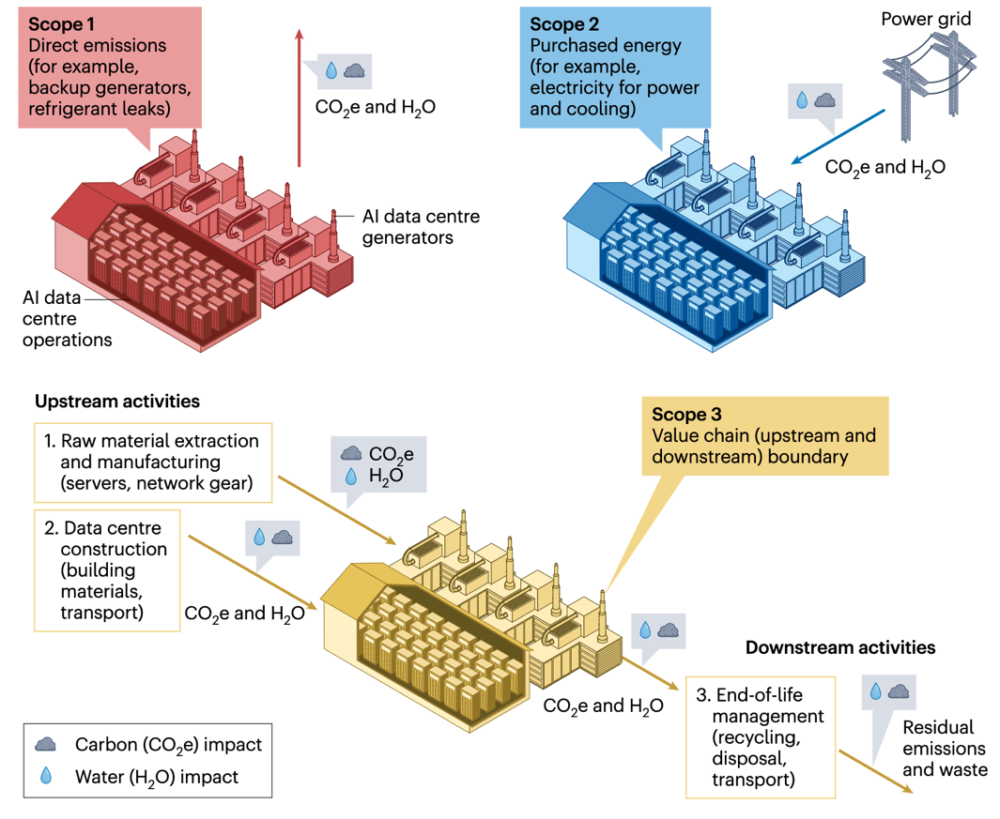 Scope 1
Direct emissions
(for example,
backup generators,
refrigerant leaks)
CO₂e and H₂O
AI data centre
generators
AI data
centre
operations
Scope 2
Purchased energy
(for example,
electricity for power
and cooling)
Power grid
CO₂e and H₂O
Upstream activities
1. Raw material extraction
and manufacturing
(servers, network gear)
CO₂e
H₂O
2. Data centre
construction
(building
materials,
transport)
CO₂e and H₂O
Scope 3
Value chain (upstream and
downstream) boundary
CO₂e and H₂O
Downstream activities
3. End-of-life
management
(recycling,
disposal,
transport)
Residual
emissions
and waste
Carbon (CO₂e) impact
Water (H₂O) impact